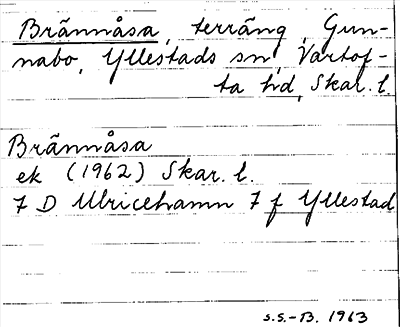 Brännåsa, terräng, Gun-
nabo, Yllestads sn, Vartof-
ta hd, Skar. l.
Brännåsa
ek (1962) Skar. l.
7 D Ulricehamn 7 f Yllestad
S.S.-B. 1963